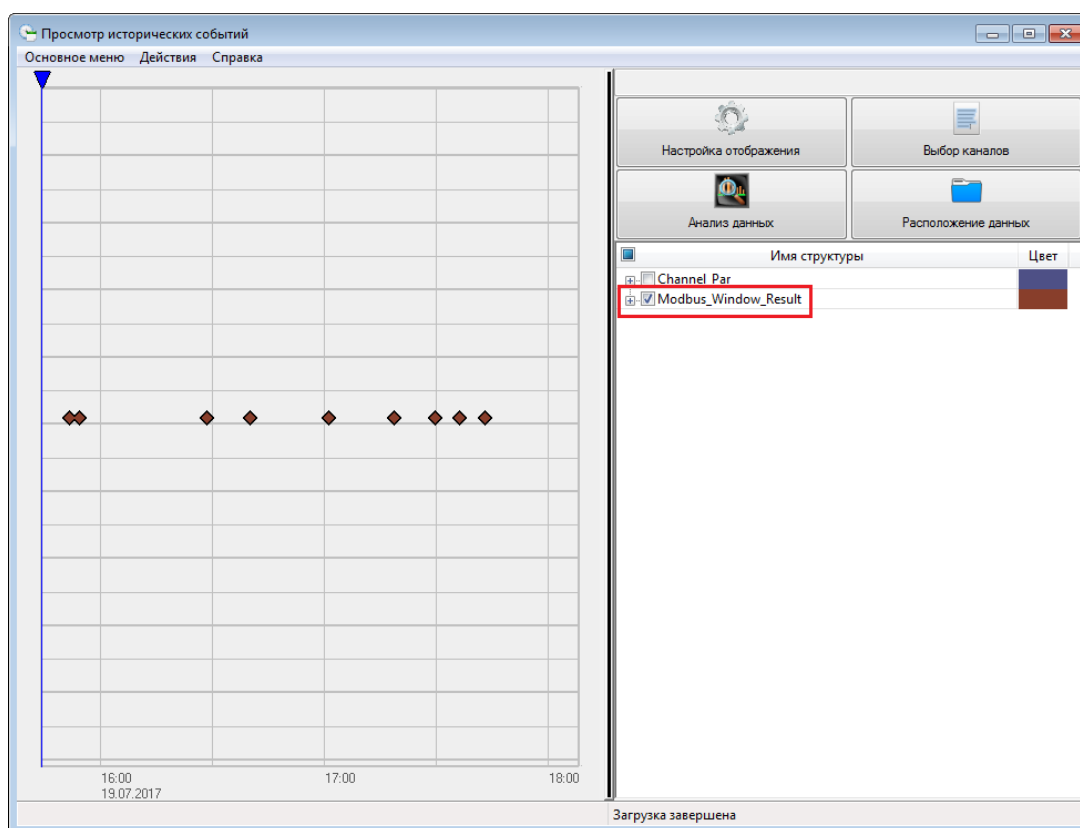 Просмотр исторических событий
Основное меню Действия Справка
Настройка отображения Выбор каналов
Анализ данных Расположение данных
Имя структуры Цвет
Channel_Par
Modbus_Window_Result
16:00 17:00 18:00
19.07.2017
Загрузка завершена